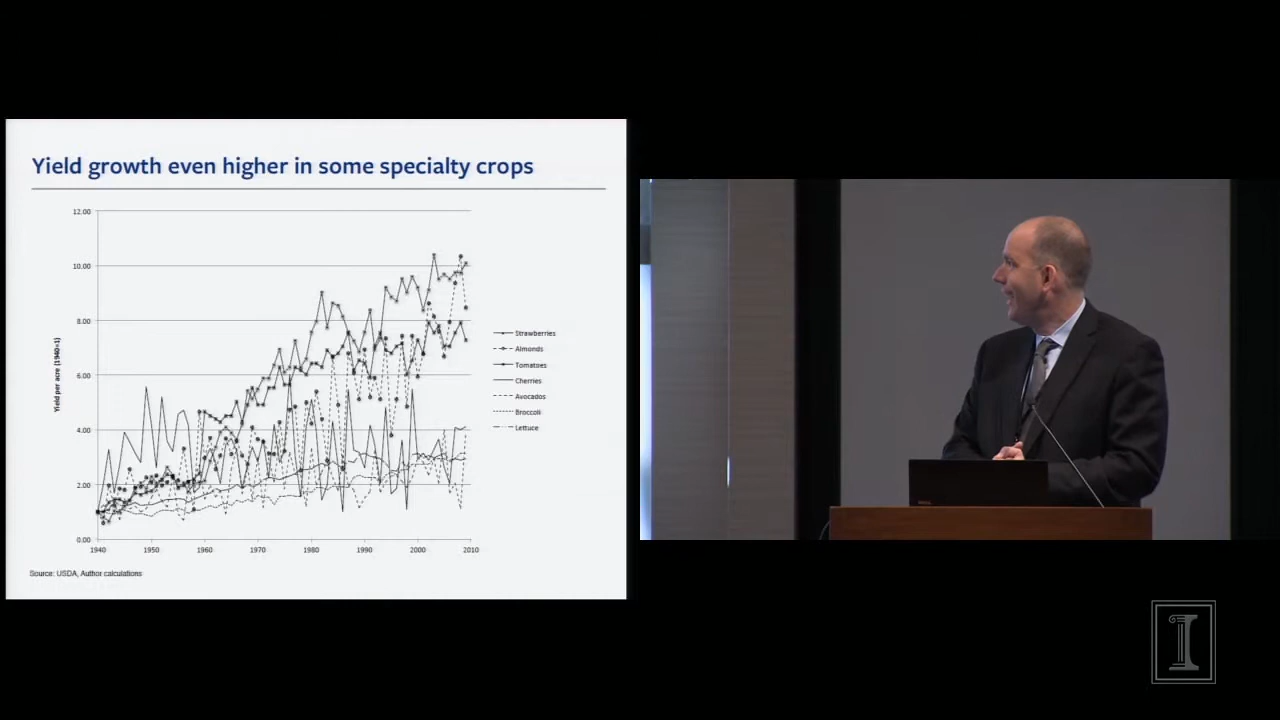 Yield growth even higher in some specialty crops
12.00
10.00
8.00
6.00
4.00
2.00
0.00
Yield per acre (1940=1)
1940 1950 1960 1970 1980 1990 2000 2010
Strawberries
Almonds
Tomatoes
Cherries
Avocados
Broccoli
Lettuce
Source: USDA, Author calculations
I